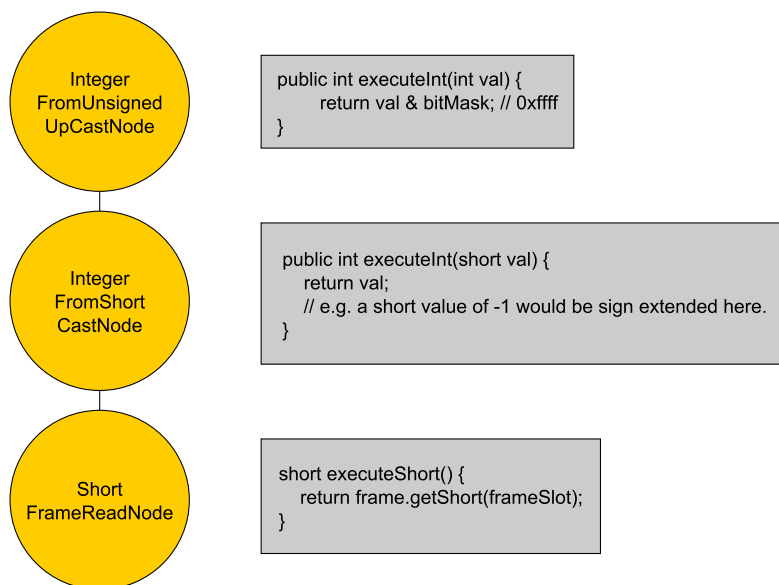 Integer
FromUnsigned
UpCastNode
public int executeInt(int val) {
return val & bitMask; // 0xffff
}
Integer
FromShort
CastNode
public int executeInt(short val) {
return val;
// e.g. a short value of -1 would be sign extended here.
}
Short
FrameReadNode
short executeShort() {
return frame.getShort(frameSlot);
}